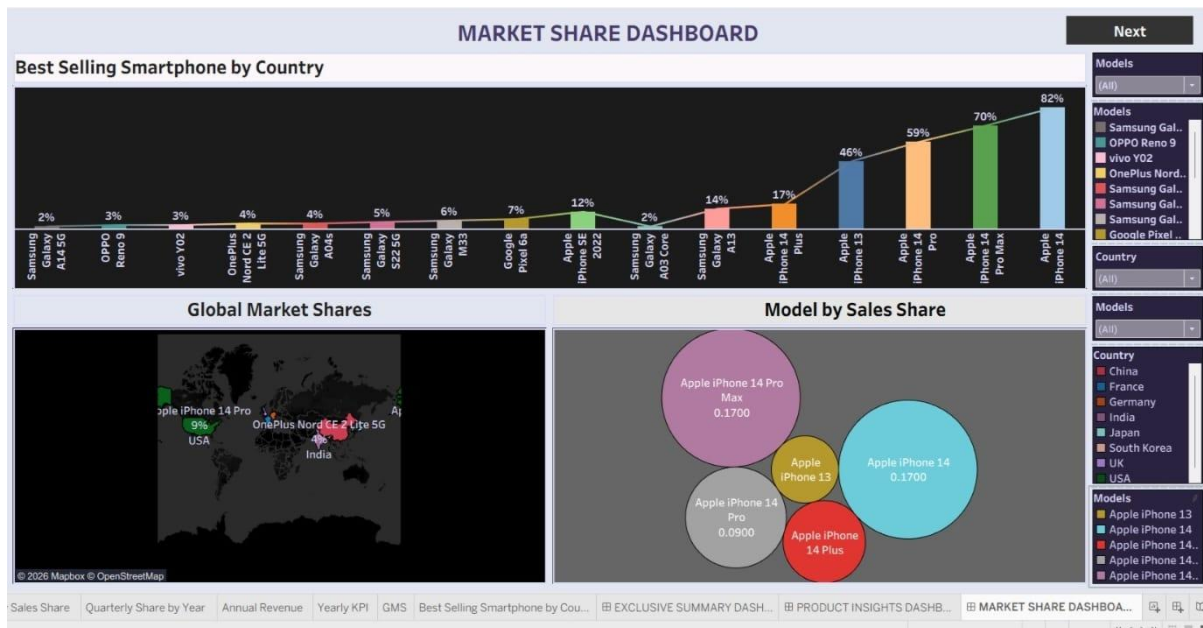 MARKET SHARE DASHBOARD
Next
Best Selling Smartphone by Country
2%
3%
3%
4%
4%
5%
6%
7%
12%
2%
14%
17%
46%
59%
70%
82%
Samsung
Galaxy
A14 5G
OPPO
Reno 9
vivo Y02
OnePlus
Nord CE 2
Lite 5G
Samsung
Galaxy
A04s
Samsung
Galaxy
S22 5G
Samsung
Galaxy
M33
Google
Pixel 6a
Apple
iPhone SE
2022
Samsung
Galaxy
A03 Core
Samsung
Galaxy
A13
Apple
iPhone 14
Plus
Apple
iPhone 13
Apple
iPhone 14
Pro
Apple
iPhone 14
Pro Max
Apple
iPhone 14
Models
(All)
Models
Samsung Gal..
OPPO Reno 9
vivo Y02
OnePlus Nord..
Samsung Gal..
Samsung Gal..
Samsung Gal..
Google Pixel ..
Country
(All)
Models
(All)
Country
China
France
Germany
India
Japan
South Korea
UK
USA
Models
Apple iPhone 13
Apple iPhone 14
Apple iPhone 14..
Apple iPhone 14..
Apple iPhone 14..
Global Market Shares
pple iPhone 14 Pro
9%
USA
OnePlus Nord CE 2 Lite 5G
4%
India
Ap
© 2026 Mapbox © OpenStreetMap
Model by Sales Share
Apple iPhone 14 Pro
Max
0.1700
Apple
iPhone 13
Apple iPhone 14
0.1700
Apple iPhone 14
Pro
0.0900
Apple iPhone
14 Plus
Sales Share
Quarterly Share by Year
Annual Revenue
Yearly KPI
GMS
Best Selling Smartphone by Cou...
EXCLUSIVE SUMMARY DASH...
PRODUCT INSIGHTS DASHB...
MARKET SHARE DASHBOA...